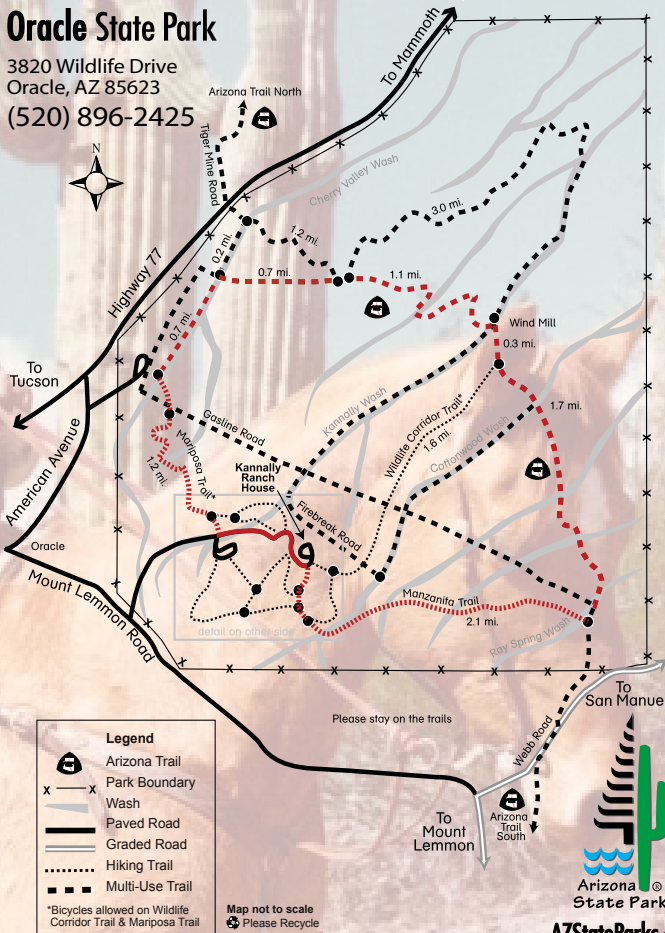 Oracle State Park
3820 Wildlife Drive
Oracle, AZ 85623
(520) 896-2425
N
To Mammoth
Arizona Trail North
Tiger Mine Road
Cherry Valley Wash
3.0 mi.
1.2 mi.
0.2 mi.
0.7 mi.
1.1 mi.
Highway 77
0.7 mi.
Wind Mill
0.3 mi.
To
Tucson
Kannally Wash
Wildlife Corridor Trail*
1.6 mi.
Cottonwood Wash
1.7 mi.
Gasline Road
American Avenue
Mariposa Trail*
1.2 mi.
Kannally
Ranch
House
Firebreak Road
Oracle
Mount Lemmon Road
Manzanita Trail
2.1 mi.
detail on other side
Ray Spring Wash
To
San Manue
Please stay on the trails
Webb Road
Arizona
Trail
South
To
Mount
Lemmon
Legend
Arizona Trail
x x Park Boundary
Wash
Paved Road
Graded Road
Hiking Trail
Multi-Use Trail
*Bicycles allowed on Wildlife
Corridor Trail & Mariposa Trail
Map not to scale
Please Recycle
Arizona ®
State Park
AZStateParks